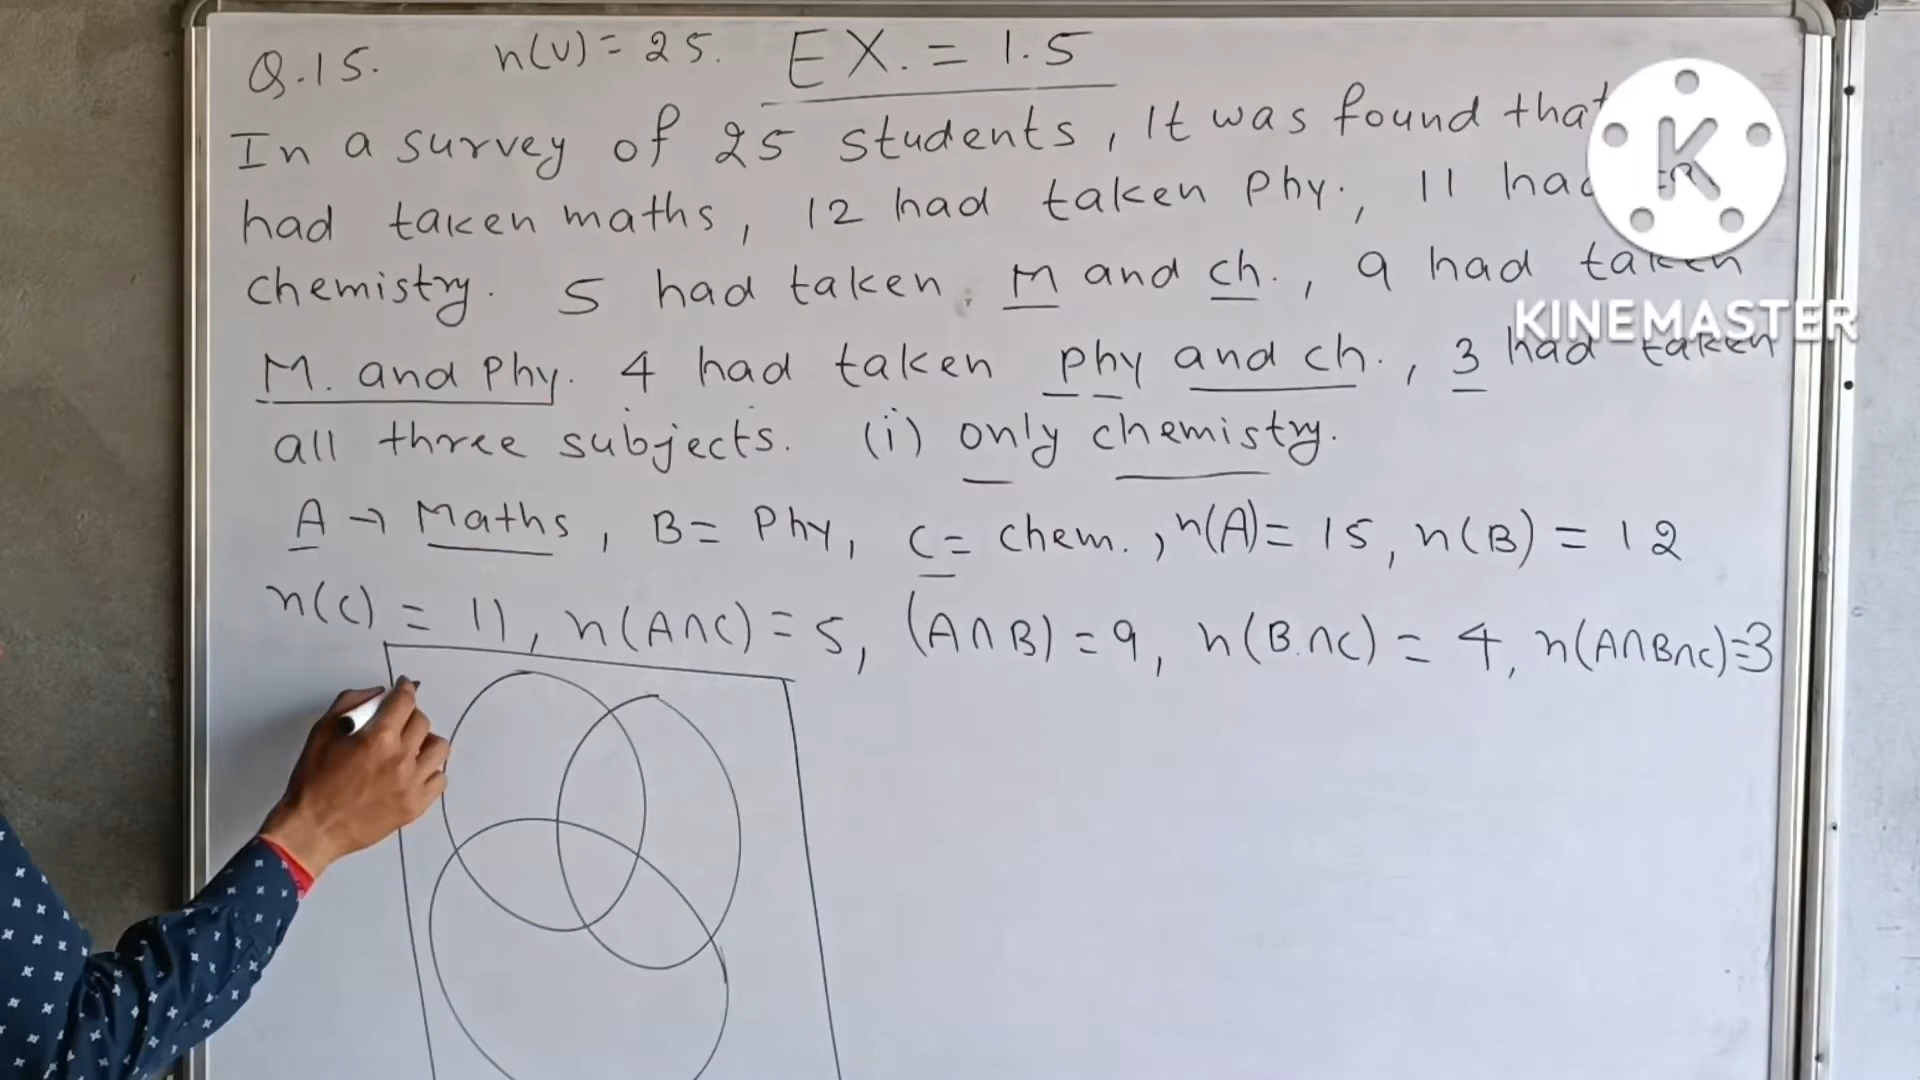 Q.15. n(U) = 25. EX. = 1.5
In a survey of 25 students, It was found that
had taken maths, 12 had taken Phy., 11 had
chemistry. 5 had taken M and ch., 9 had taken
KINEMASTER
M. and Phy. 4 had taken phy and ch., 3 had taken
all three subjects. (i) only chemistry.
A → Maths, B = Phy, C = Chem., n(A) = 15, n(B) = 12
n(C) = 11, n(A∩C) = 5, (A∩B) = 9, n(B.∩C) = 4, n(A∩B∩C)=3